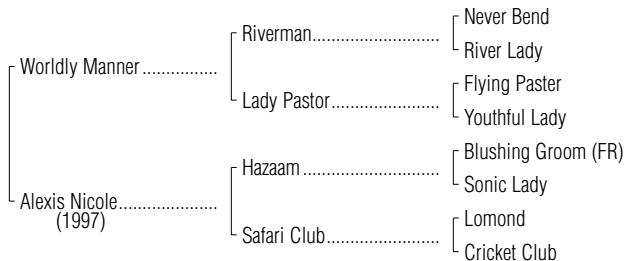 Never Bend
Riverman................................
River Lady
Worldly Manner ................
Flying Paster
Lady Pastor...........................
Youthful Lady
Blushing Groom (FR)
Hazaam ..................................
Sonic Lady
Alexis Nicole.....................
(1997)
Lomond
Safari Club............................
Cricket Club